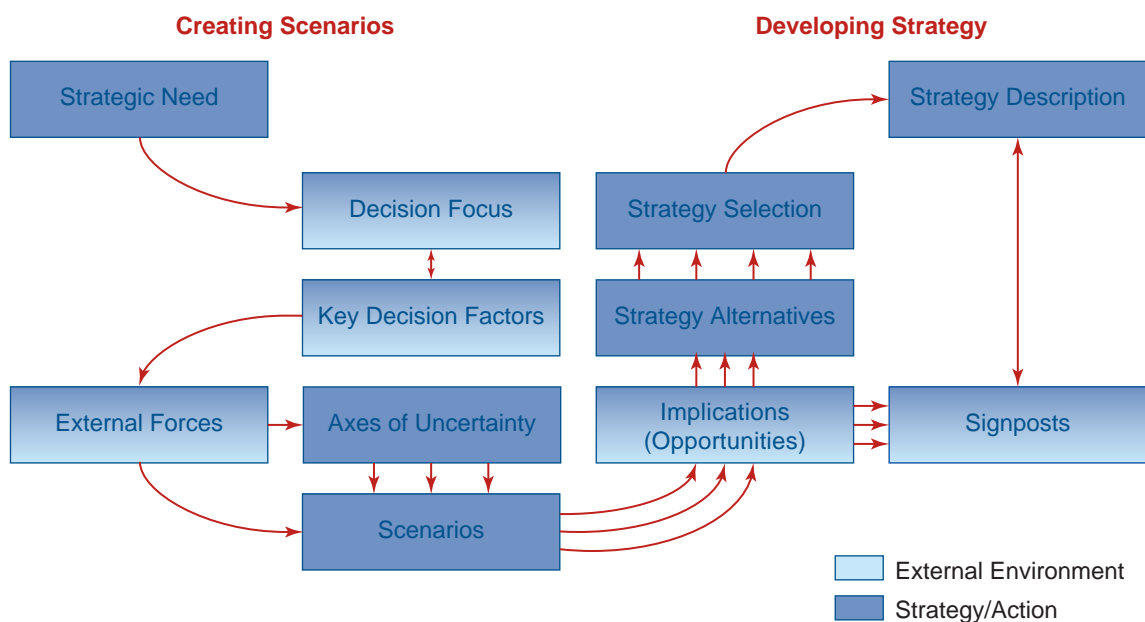 Creating Scenarios
Strategic Need
Decision Focus
Key Decision Factors
External Forces
Axes of Uncertainty
Scenarios
Developing Strategy
Strategy Description
Strategy Selection
Strategy Alternatives
Implications
(Opportunities)
Signposts
External Environment
Strategy/Action